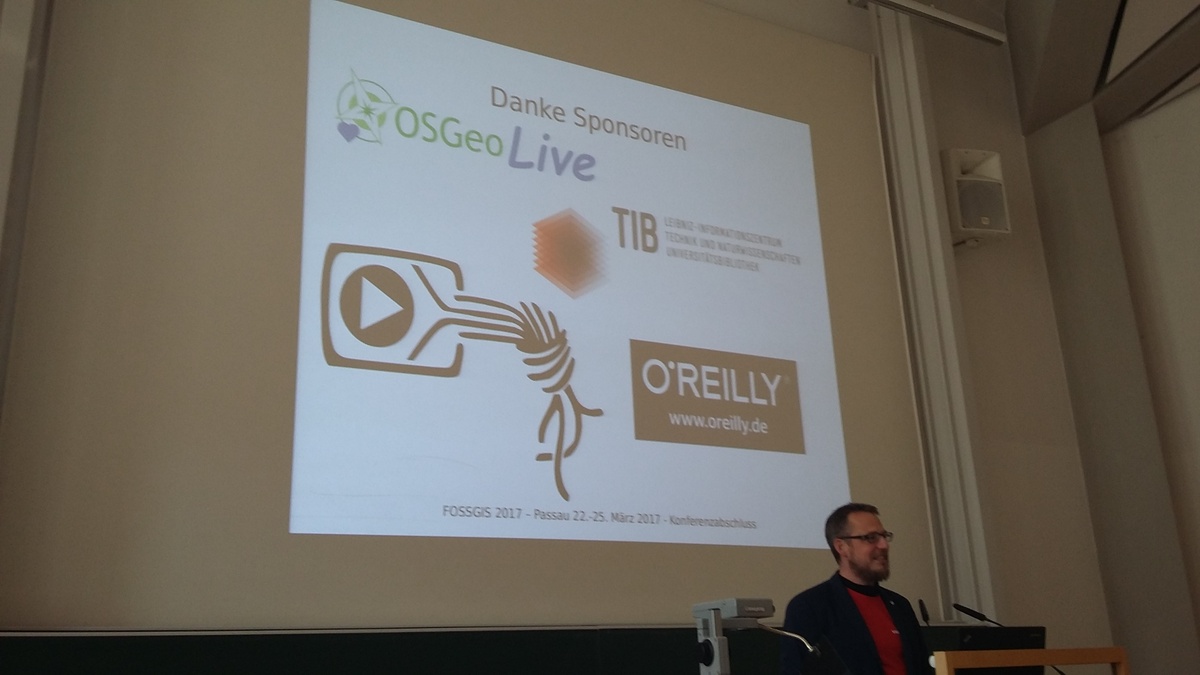 Danke Sponsoren
OSGeo Live
TIB
LEIBNIZ-INFORMATIONSZENTRUM
TECHNIK UND NATURWISSENSCHAFTEN
UNIVERSITÄTSBIBLIOTHEK
O'REILLY®
www.oreilly.de
FOSSGIS 2017 - Passau 22.-25. März 2017 - Konferenzabschluss